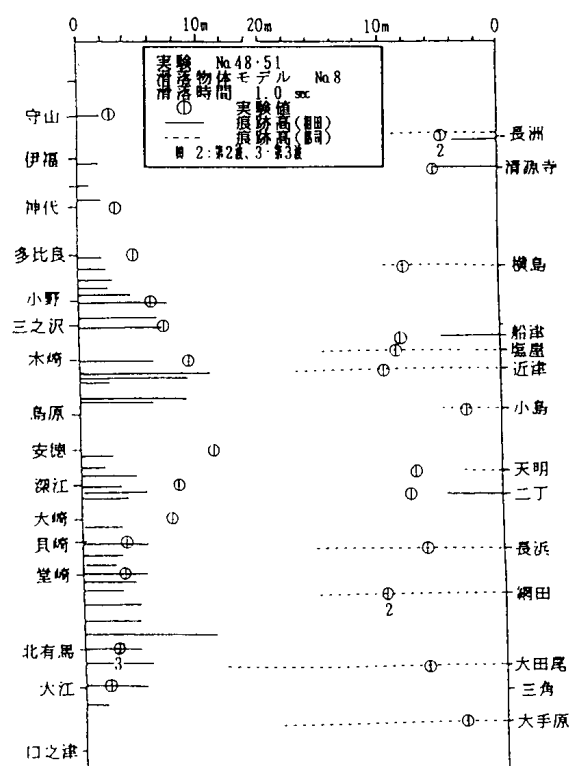 0 10m 20m 10m 0
実験 No.48・51
滑落物体モデル No.8
滑落時間 1.0 sec
実験値
痕跡高(相田)
痕跡高(都司)
2:第2波、3・第3波
守山
伊福
神代
多比良
小野
三之沢
木崎
島原
安徳
深江
大崎
貝崎
堂崎
北有馬
3
大江
口之津
長洲
2
清源寺
横島
船津
塩屋
近津
小島
天明
二丁
長浜
網田
2
大田尾
三角
大手原